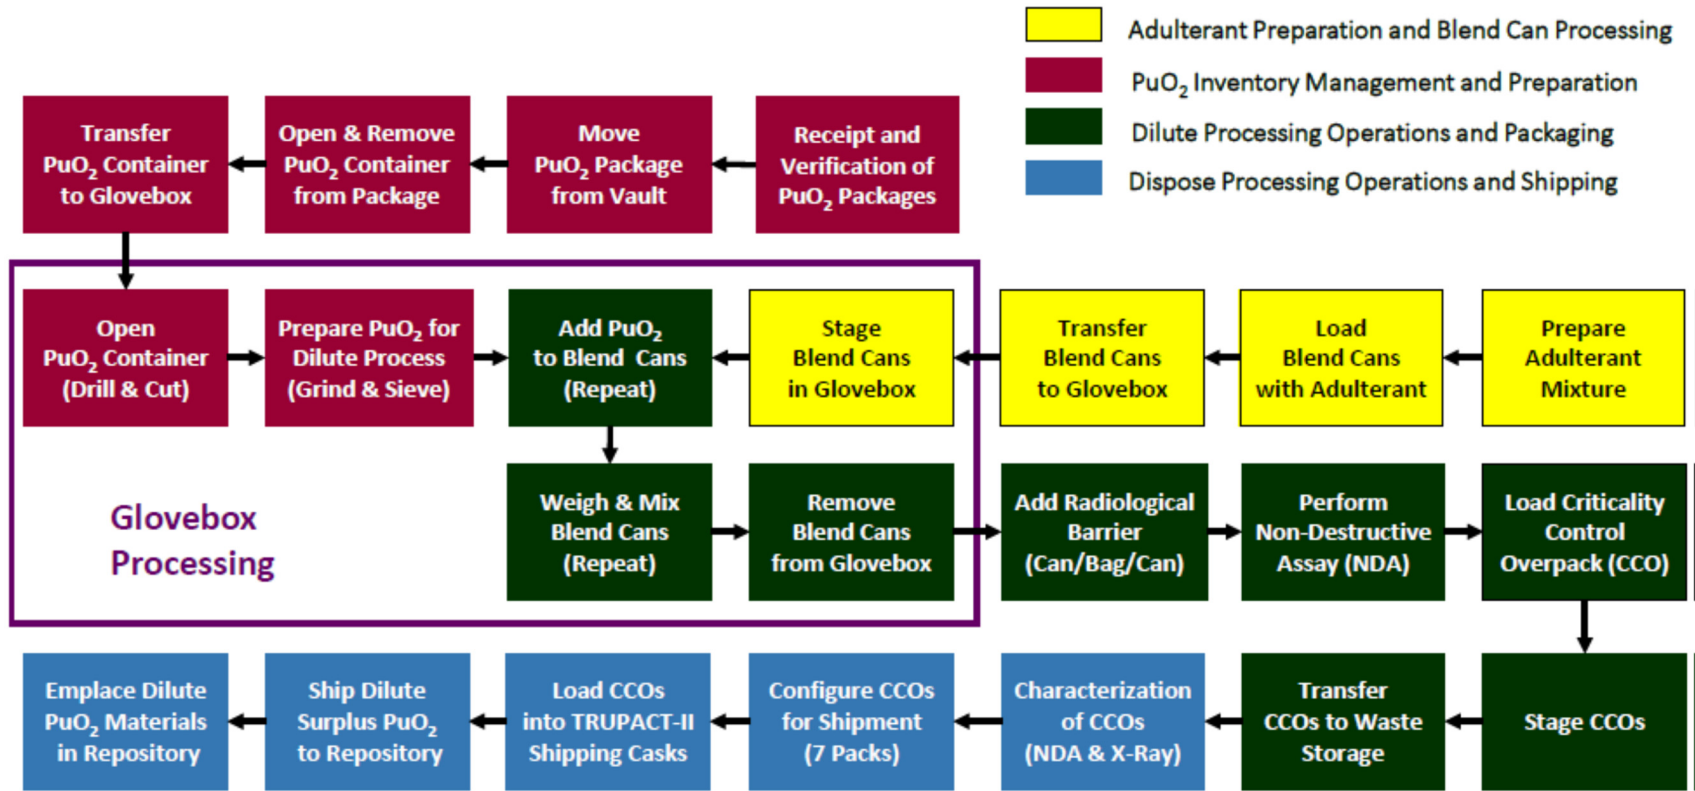 Adulterant Preparation and Blend Can Processing
PuO₂ Inventory Management and Preparation
Dilute Processing Operations and Packaging
Dispose Processing Operations and Shipping
Transfer
PuO₂ Container
to Glovebox
Open & Remove
PuO₂ Container
from Package
Move
PuO₂ Package
from Vault
Receipt and
Verification of
PuO₂ Packages
Open
PuO₂ Container
(Drill & Cut)
Prepare PuO₂ for
Dilute Process
(Grind & Sieve)
Add PuO₂
to Blend Cans
(Repeat)
Stage
Blend Cans
in Glovebox
Transfer
Blend Cans
to Glovebox
Load
Blend Cans
with Adulterant
Prepare
Adulterant
Mixture
Glovebox
Processing
Weigh & Mix
Blend Cans
(Repeat)
Remove
Blend Cans
from Glovebox
Add Radiological
Barrier
(Can/Bag/Can)
Perform
Non-Destructive
Assay (NDA)
Load Criticality
Control
Overpack (CCO)
Emplace Dilute
PuO₂ Materials
in Repository
Ship Dilute
Surplus PuO₂
to Repository
Load CCOs
into TRUPACT-II
Shipping Casks
Configure CCOs
for Shipment
(7 Packs)
Characterization
of CCOs
(NDA & X-Ray)
Transfer
CCOs to Waste
Storage
Stage CCOs